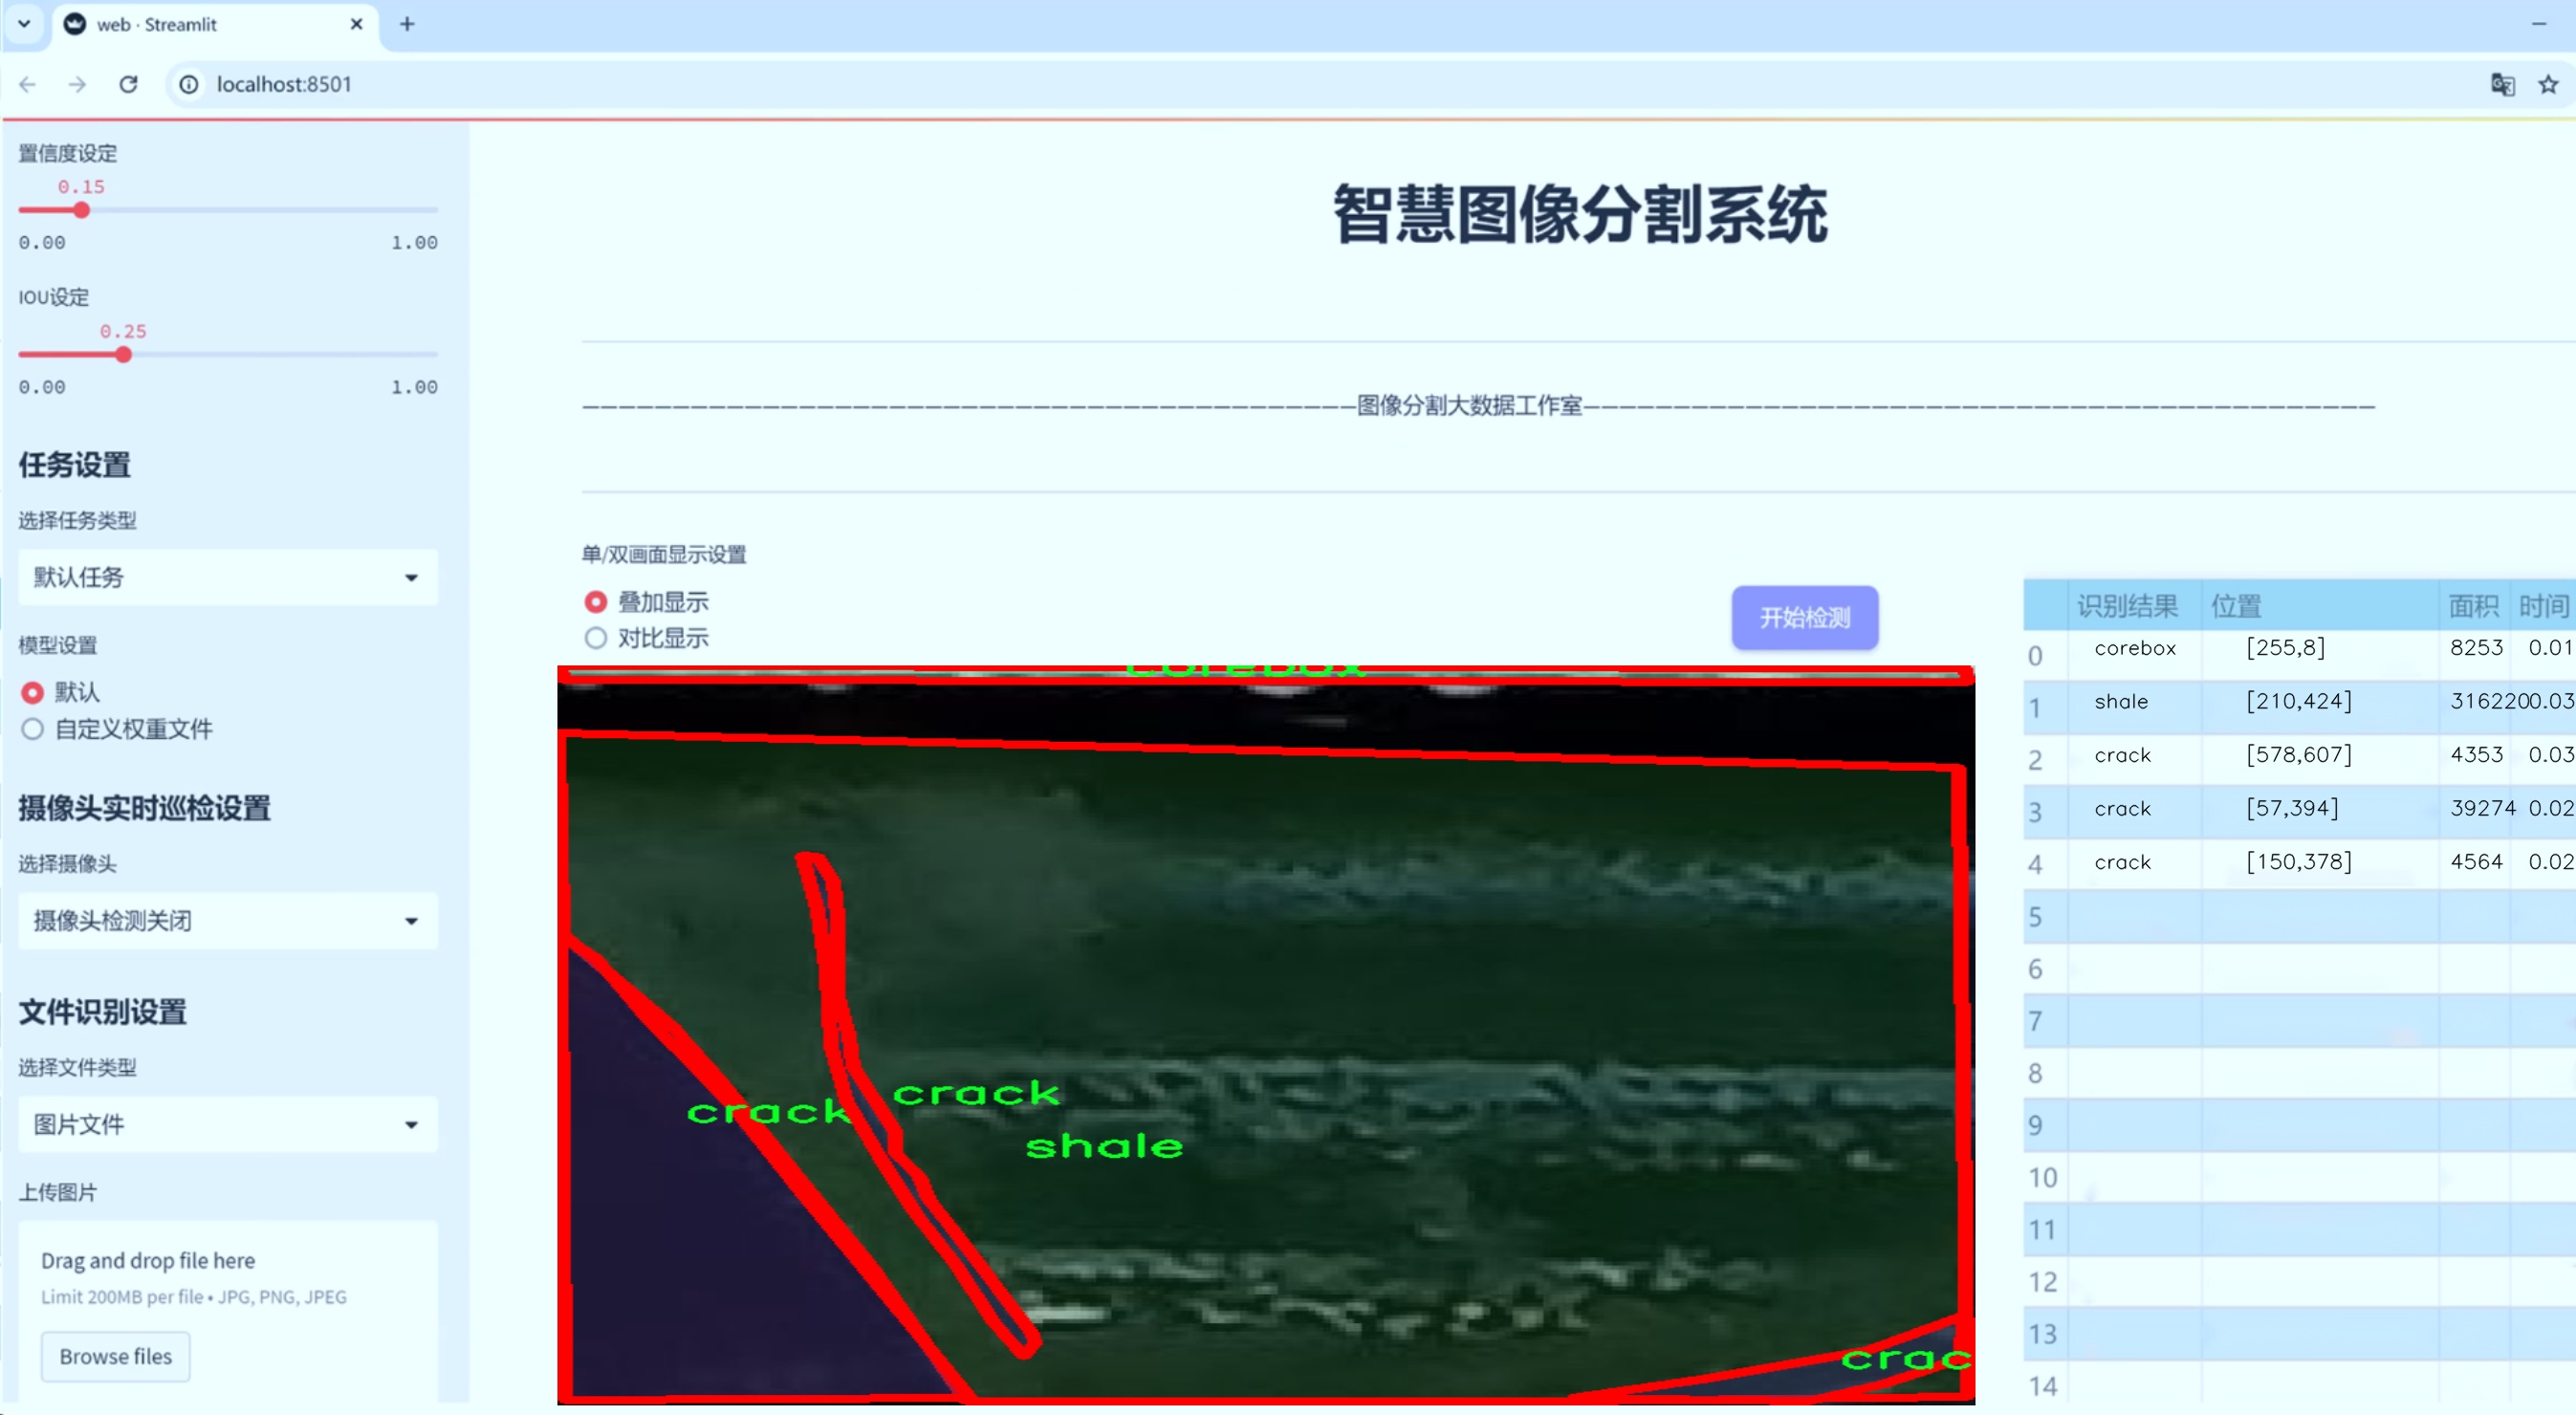 web · Streamlit
localhost:8501
置信度设定
0.15
0.00 1.00
IOU设定
0.25
0.00 1.00
任务设置
选择任务类型
默认任务
模型设置
默认
自定义权重文件
摄像头实时巡检设置
选择摄像头
摄像头检测关闭
文件识别设置
选择文件类型
图片文件
上传图片
Drag and drop file here
Limit 200MB per file • JPG, PNG, JPEG
Browse files
智慧图像分割系统
———————————————————————————————————————————图像分割大数据工作室————————————————————————————————————————————
单/双画面显示设置
叠加显示
对比显示
开始检测
corebox
crack
crack
shale
crac
识别结果 位置 面积 时间
0 corebox [255,8] 8253 0.01
1 shale [210,424] 3162200.03
2 crack [578,607] 4353 0.03
3 crack [57,394] 39274 0.02
4 crack [150,378] 4564 0.02
5
6
7
8
9
10
11
12
13
14